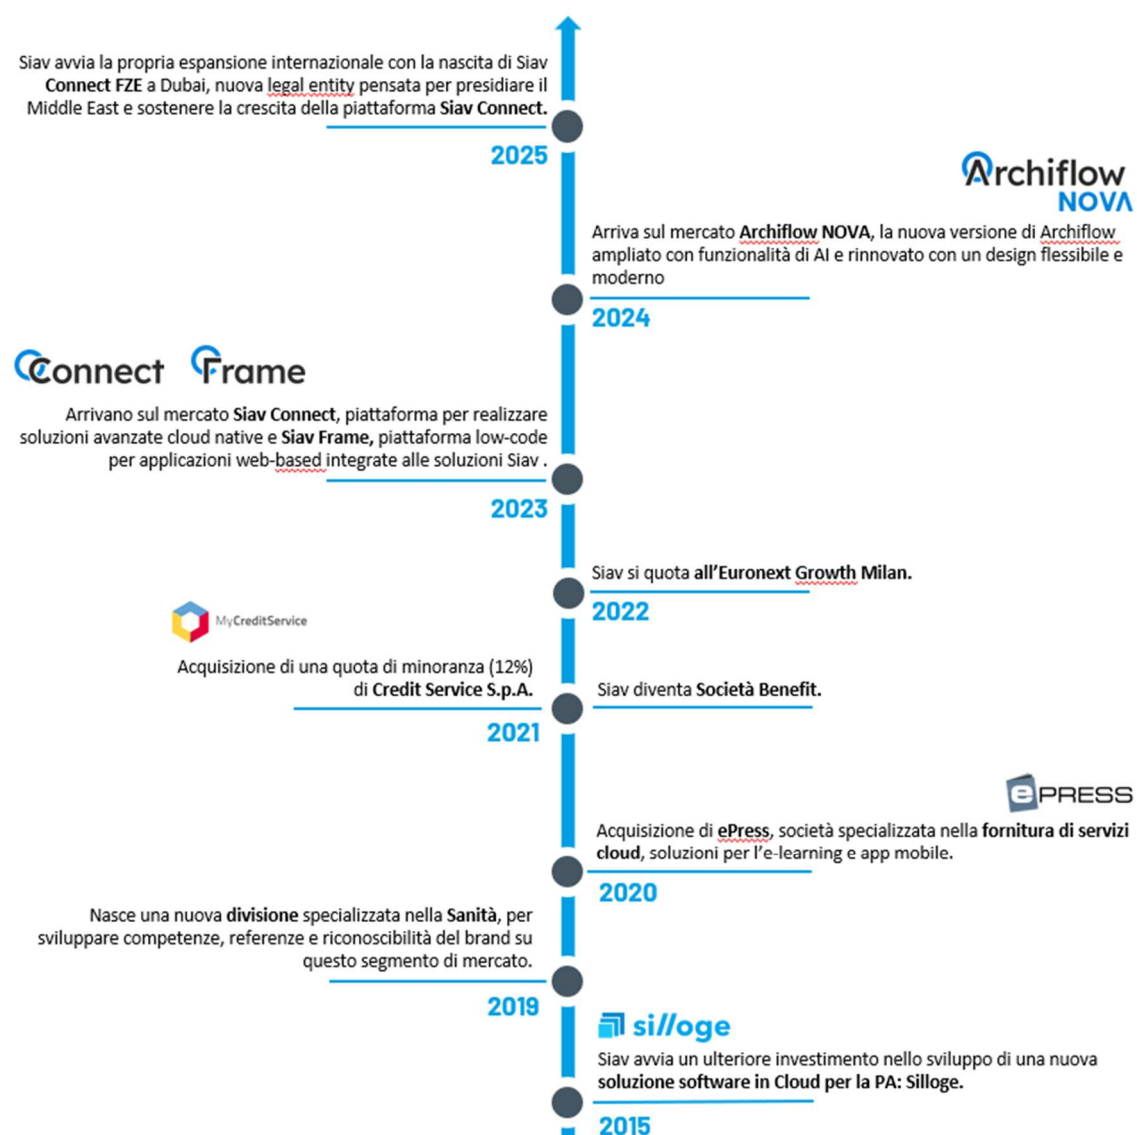 Siav avvia la propria espansione internazionale con la nascita di Siav
Connect FZE a Dubai, nuova legal entity pensata per presidiare il
Middle East e sostenere la crescita della piattaforma Siav Connect.
2025
Archiflow
NOVA
Arriva sul mercato Archiflow NOVA, la nuova versione di Archiflow
ampliato con funzionalità di AI e rinnovato con un design flessibile e
moderno
2024
Connect Frame
Arrivano sul mercato Siav Connect, piattaforma per realizzare
soluzioni avanzate cloud native e Siav Frame, piattaforma low-code
per applicazioni web-based integrate alle soluzioni Siav .
2023
Siav si quota all’Euronext Growth Milan.
2022
MyCreditService
Acquisizione di una quota di minoranza (12%)
di Credit Service S.p.A.
2021
Siav diventa Società Benefit.
ePRESS
Acquisizione di ePress, società specializzata nella fornitura di servizi
cloud, soluzioni per l’e-learning e app mobile.
2020
Nasce una nuova divisione specializzata nella Sanità, per
sviluppare competenze, referenze e riconoscibilità del brand su
questo segmento di mercato.
2019
silloge
Siav avvia un ulteriore investimento nello sviluppo di una nuova
soluzione software in Cloud per la PA: Silloge.
2015